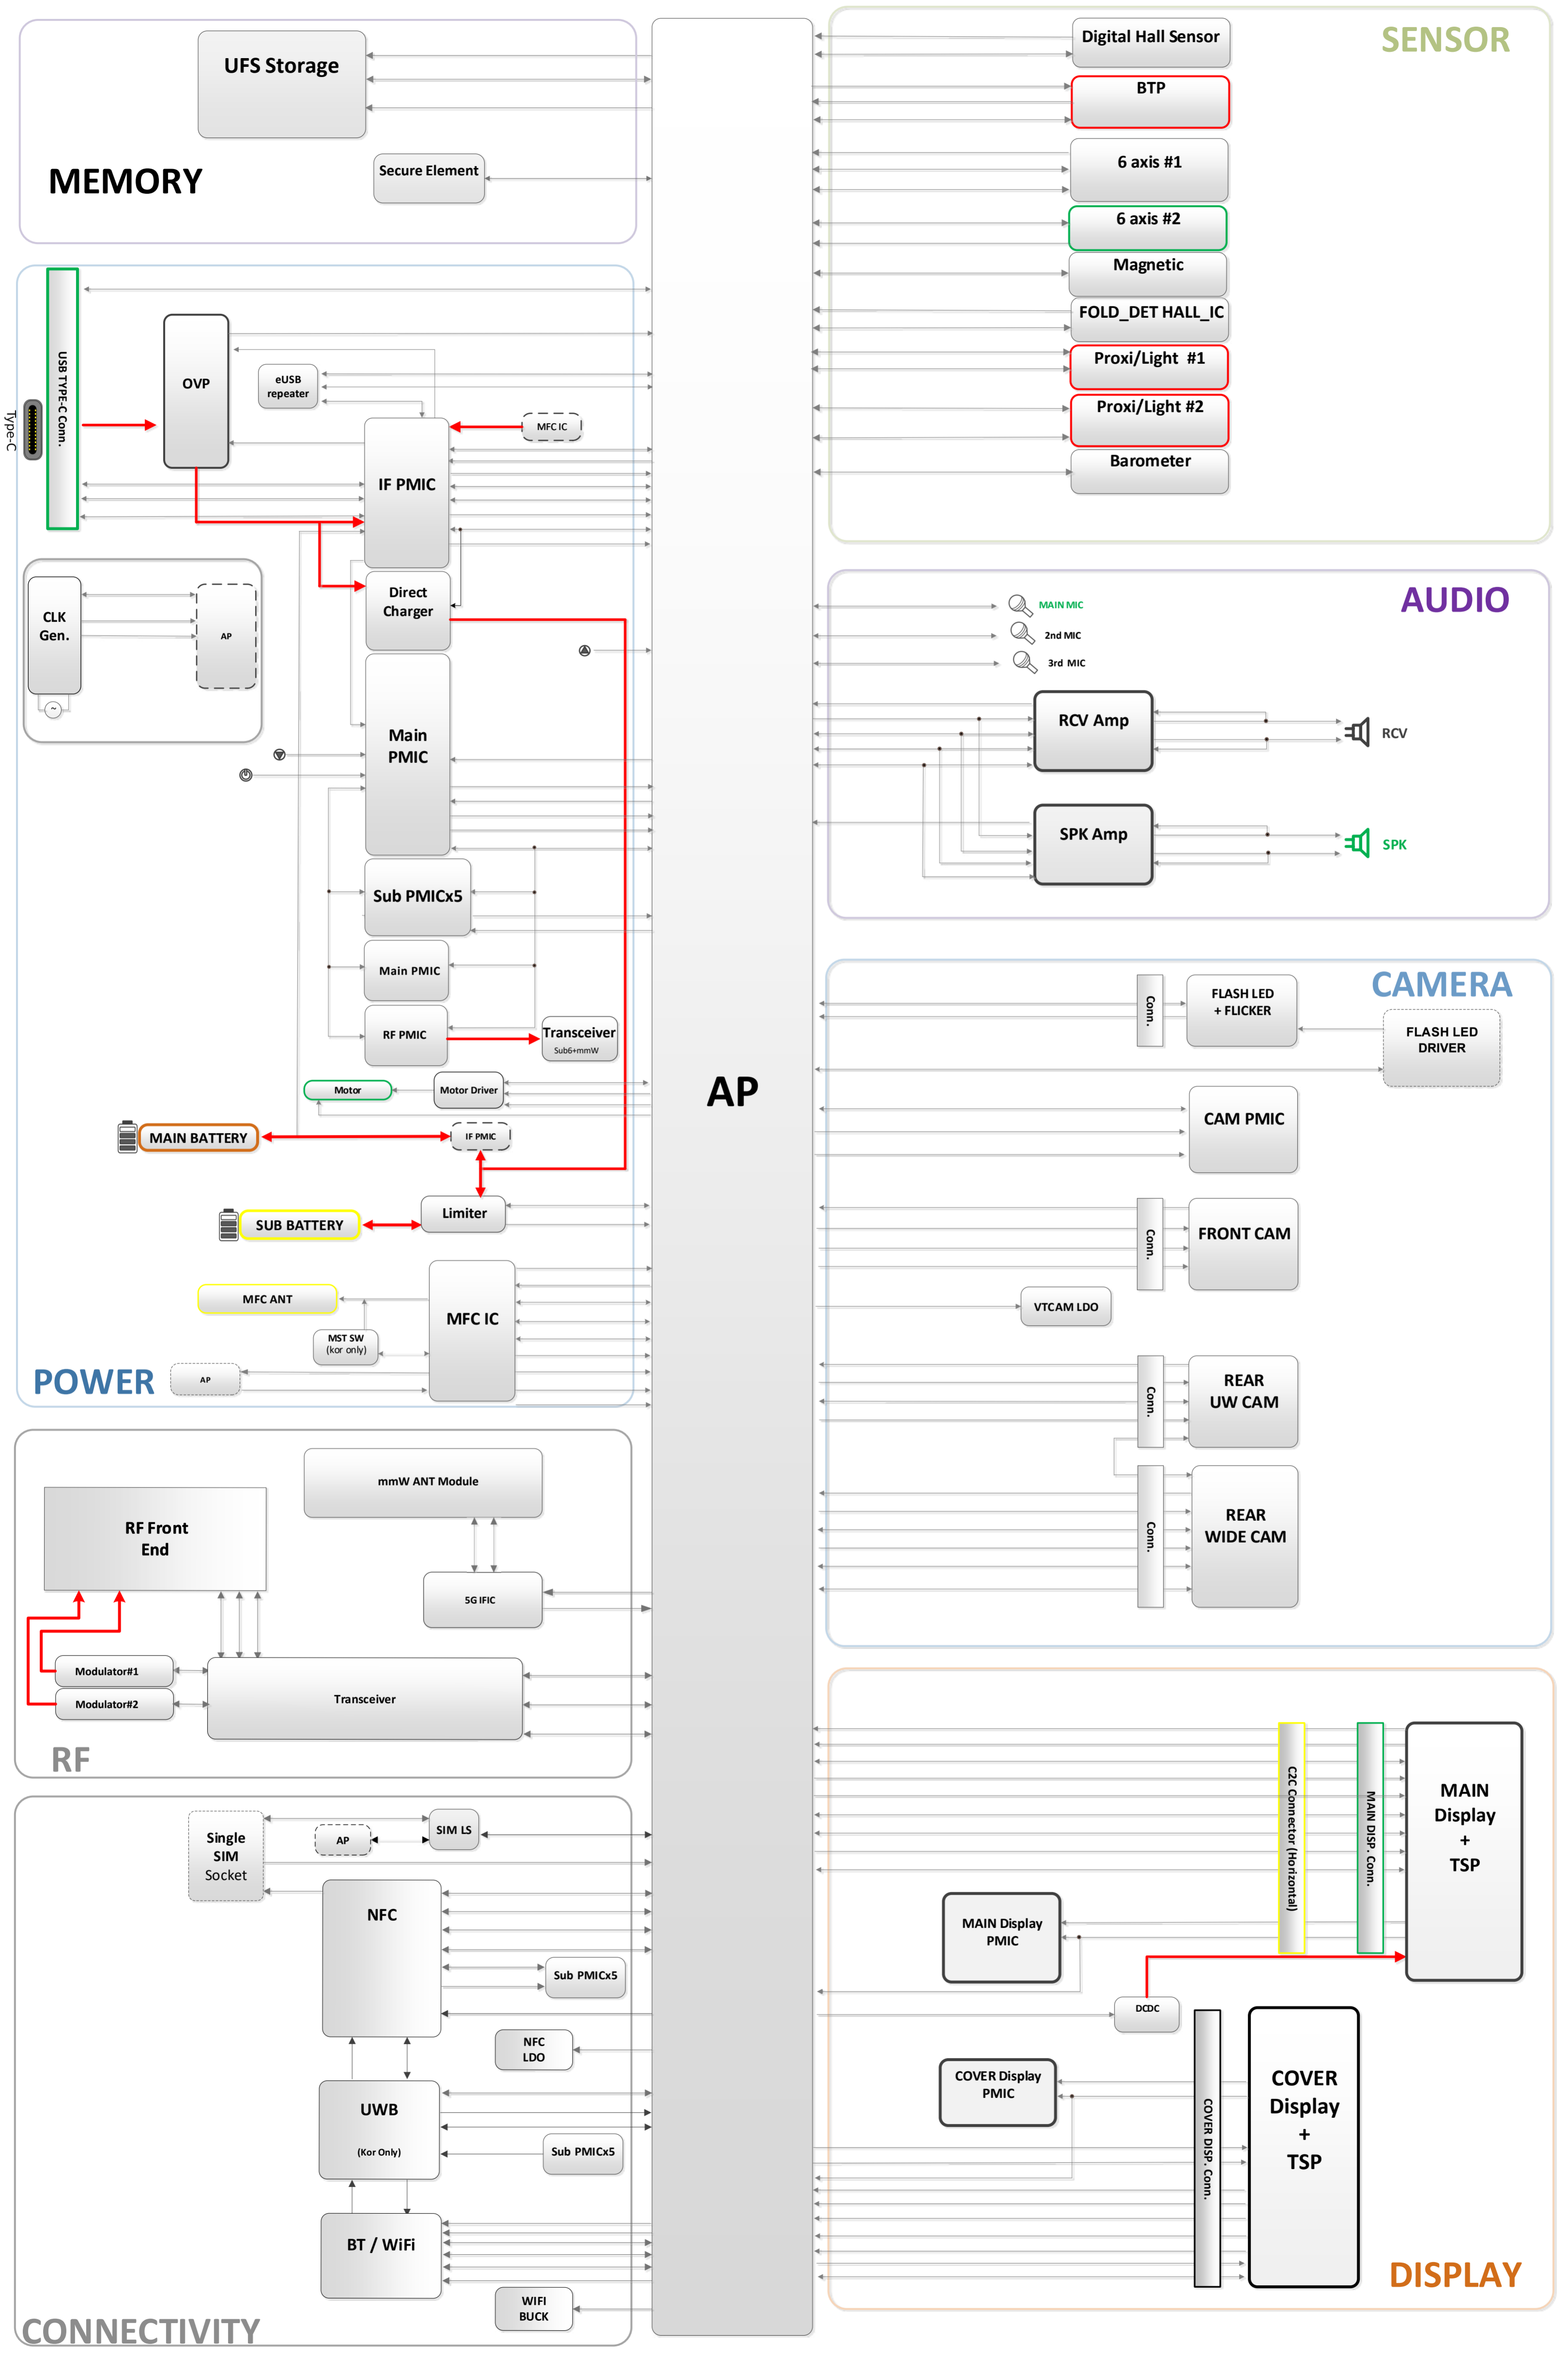 UFS Storage
Secure Element
MEMORY
USB TYPE-C Conn.
Type-C
OVP
eUSB
repeater
MFC IC
IF PMIC
Direct
Charger
CLK
Gen.
AP
~
Main
PMIC
Sub PMICx5
Main PMIC
RF PMIC
Transceiver
Sub6+mmW
Motor
Motor Driver
MAIN BATTERY
IF PMIC
SUB BATTERY
Limiter
MFC ANT
MFC IC
MST SW
(kor only)
AP
POWER
mmW ANT Module
RF Front
End
5G IFIC
Modulator#1
Modulator#2
Transceiver
RF
Single
SIM
Socket
AP
SIM LS
NFC
Sub PMICx5
NFC
LDO
UWB
(Kor Only)
Sub PMICx5
BT / WiFi
WIFI
BUCK
CONNECTIVITY
AP
SENSOR
Digital Hall Sensor
BTP
6 axis #1
6 axis #2
Magnetic
FOLD_DET HALL_IC
Proxi/Light #1
Proxi/Light #2
Barometer
AUDIO
MAIN MIC
2nd MIC
3rd MIC
RCV Amp
RCV
SPK Amp
SPK
CAMERA
Conn.
FLASH LED
+ FLICKER
FLASH LED
DRIVER
CAM PMIC
Conn.
FRONT CAM
VTCAM LDO
Conn.
REAR
UW CAM
Conn.
REAR
WIDE CAM
C2C Connector (Horizontal)
MAIN DISP. Conn.
MAIN
Display
+
TSP
MAIN Display
PMIC
DCDC
COVER Display
PMIC
COVER DISP. Conn.
COVER
Display
+
TSP
DISPLAY